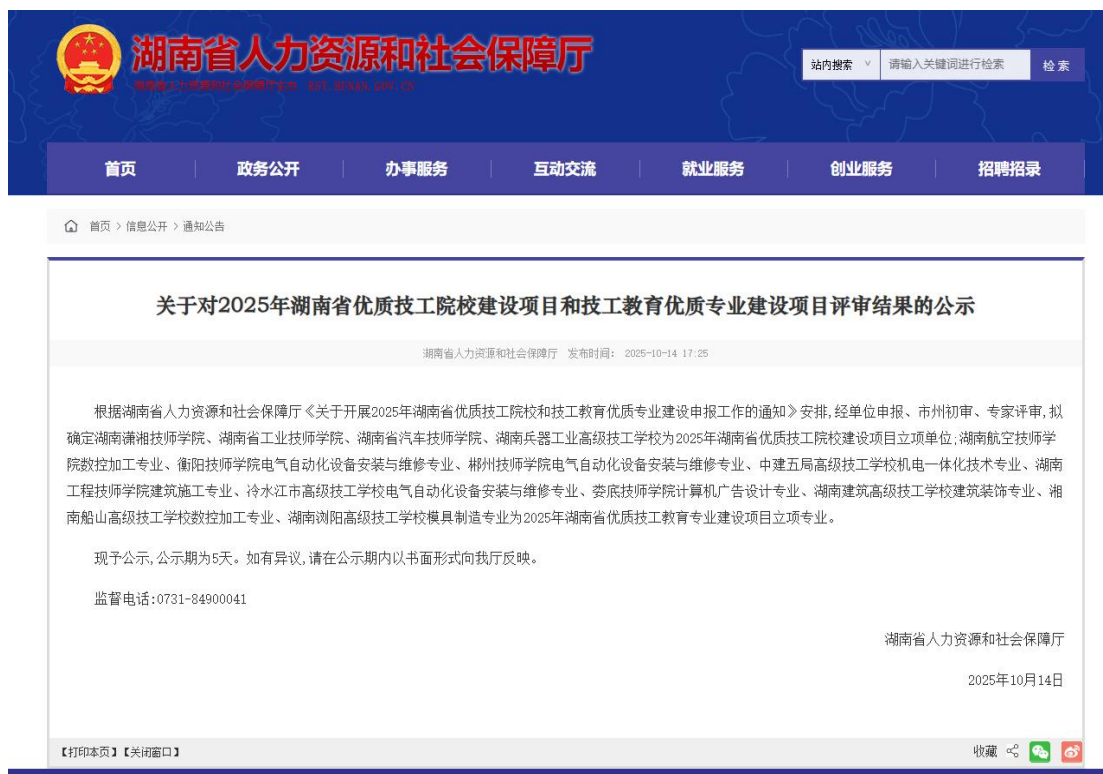 湖南省人力资源和社会保障厅
湖南省人力资源和社会保障厅主办 RST.HUNAN.GOV.CN
站内搜索 请输入关键词进行检索 检索
首页 政务公开 办事服务 互动交流 就业服务 创业服务 招聘招录
首页 > 信息公开 > 通知公告
关于对2025年湖南省优质技工院校建设项目和技工教育优质专业建设项目评审结果的公示
湖南省人力资源和社会保障厅 发布时间： 2025-10-14 17:25
根据湖南省人力资源和社会保障厅《关于开展2025年湖南省优质技工院校和技工教育优质专业建设申报工作的通知》安排,经单位申报、市州初审、专家评审,拟
确定湖南潇湘技师学院、湖南省工业技师学院、湖南省汽车技师学院、湖南兵器工业高级技工学校为2025年湖南省优质技工院校建设项目立项单位;湖南航空技师学
院数控加工专业、衡阳技师学院电气自动化设备安装与维修专业、郴州技师学院电气自动化设备安装与维修专业、中建五局高级技工学校机电一体化技术专业、湖南
工程技师学院建筑施工专业、冷水江市高级技工学校电气自动化设备安装与维修专业、娄底技师学院计算机广告设计专业、湖南建筑高级技工学校建筑装饰专业、湘
南船山高级技工学校数控加工专业、湖南浏阳高级技工学校模具制造专业为2025年湖南省优质技工教育专业建设项目立项专业。
现予公示,公示期为5天。如有异议,请在公示期内以书面形式向我厅反映。
监督电话:0731-84900041
湖南省人力资源和社会保障厅
2025年10月14日
【打印本页】【关闭窗口】 收藏